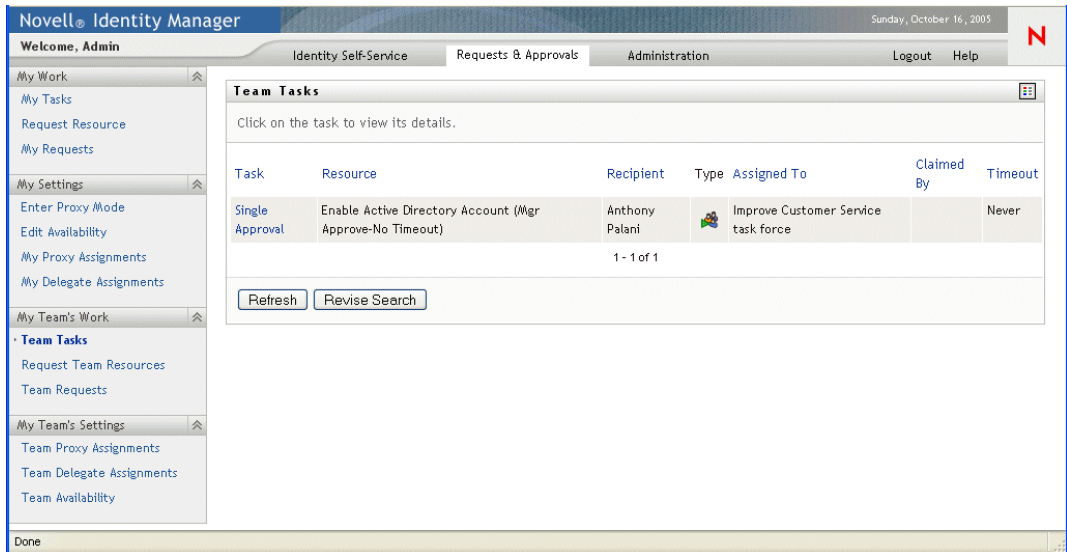 Novell® Identity Manager
Sunday, October 16, 2005
N
Welcome, Admin
Identity Self-Service
Requests & Approvals
Administration
Logout
Help
My Work
My Tasks
Request Resource
My Requests
My Settings
Enter Proxy Mode
Edit Availability
My Proxy Assignments
My Delegate Assignments
My Team's Work
Team Tasks
Request Team Resources
Team Requests
My Team's Settings
Team Proxy Assignments
Team Delegate Assignments
Team Availability
Team Tasks
Click on the task to view its details.
Task
Resource
Recipient
Type
Assigned To
Claimed
By
Timeout
Single
Approval
Enable Active Directory Account (Mgr
Approve-No Timeout)
Anthony
Palani
Improve Customer Service
task force
Never
1 - 1 of 1
Refresh
Revise Search
Done